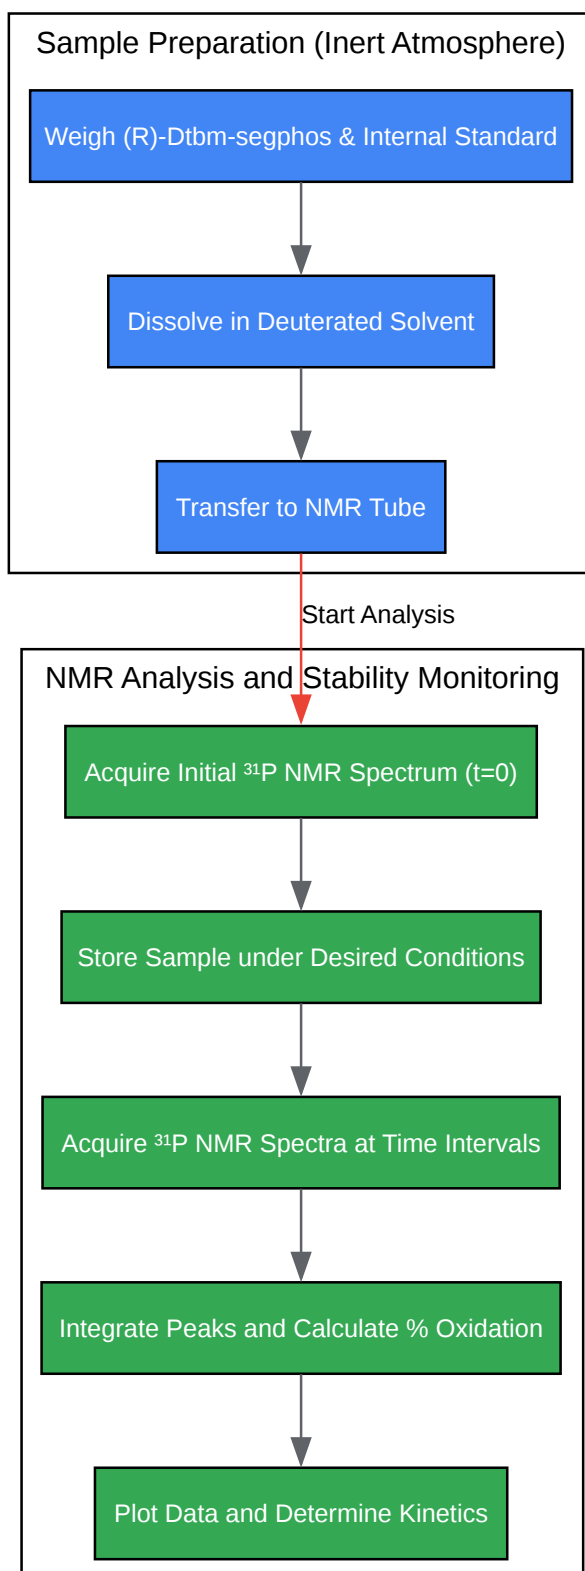 Sample Preparation (Inert Atmosphere)
Weigh (R)-Dtbm-segphos & Internal Standard
Dissolve in Deuterated Solvent
Transfer to NMR Tube
Start Analysis
NMR Analysis and Stability Monitoring
Acquire Initial ³¹P NMR Spectrum (t=0)
Store Sample under Desired Conditions
Acquire ³¹P NMR Spectra at Time Intervals
Integrate Peaks and Calculate % Oxidation
Plot Data and Determine Kinetics